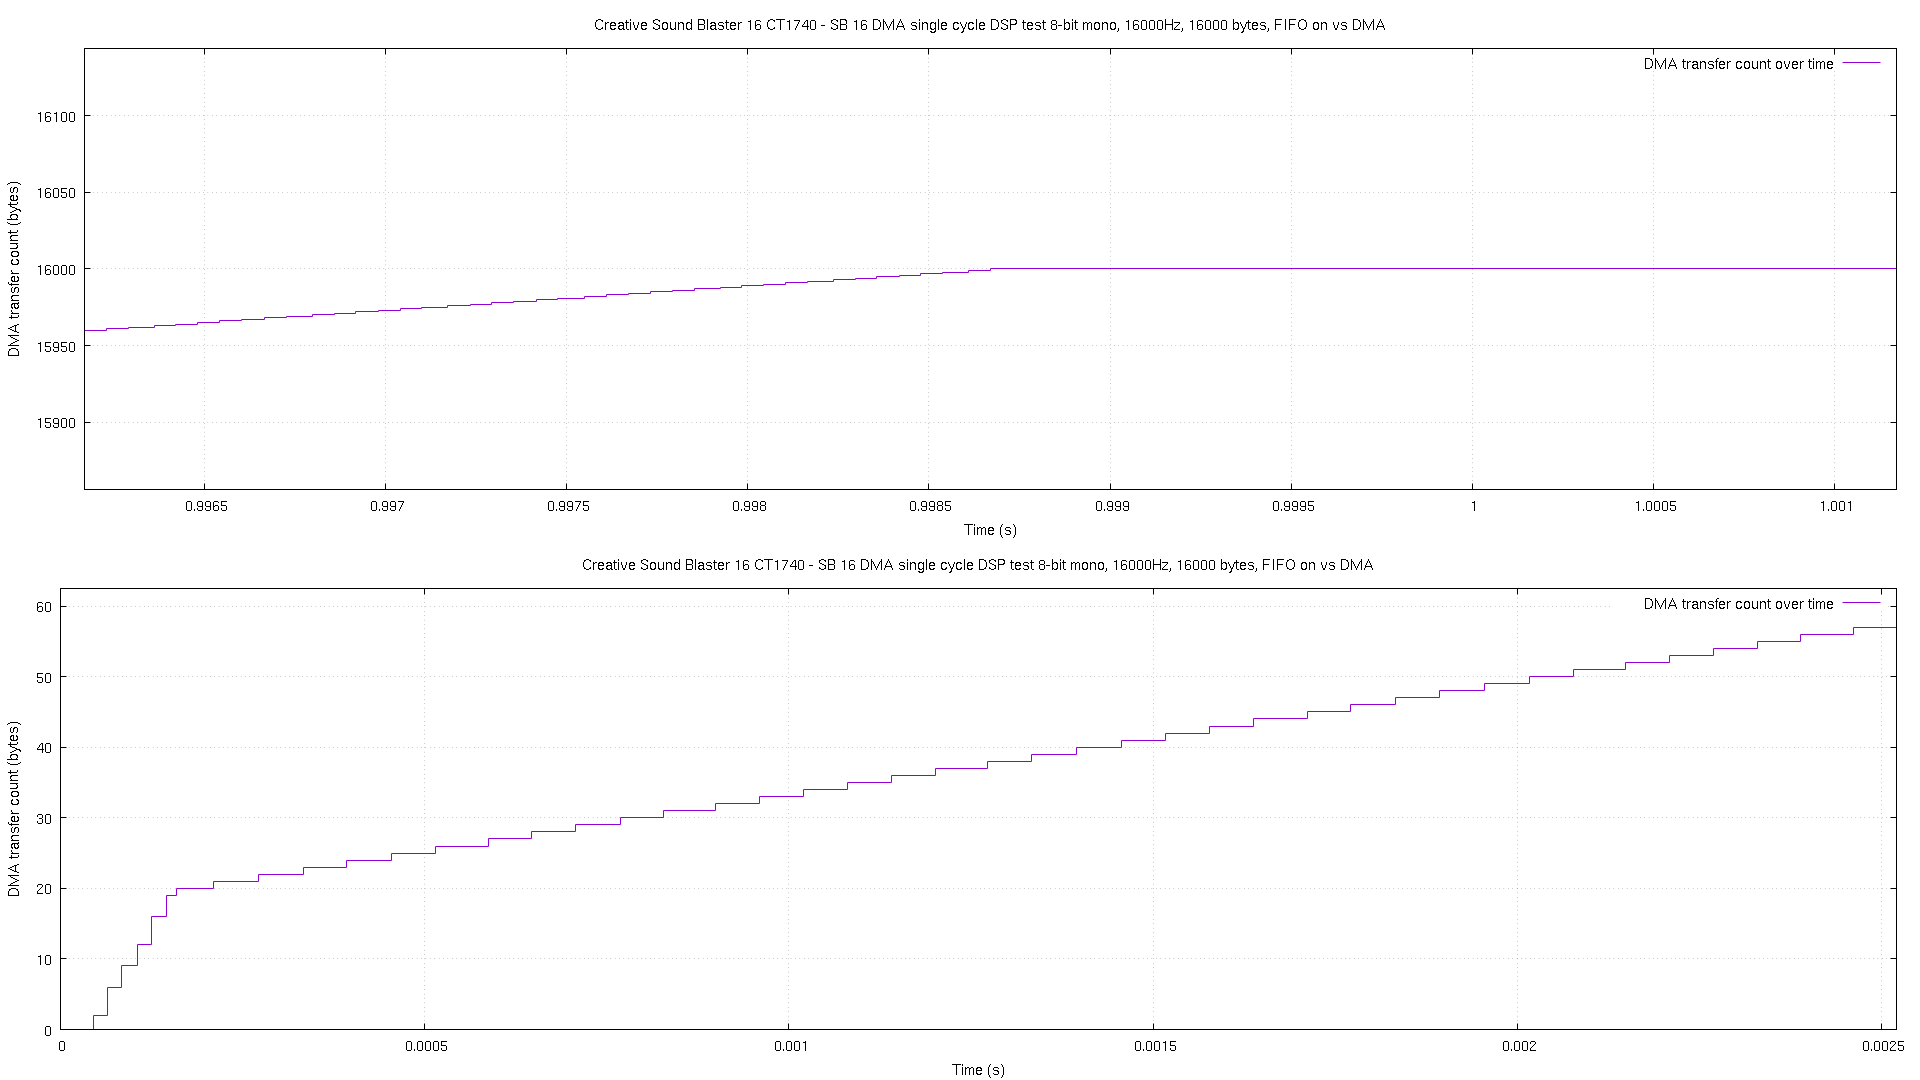 Creative Sound Blaster 16 CT1740 - SB 16 DMA single cycle DSP test 8-bit mono, 16000Hz, 16000 bytes, FIFO on vs DMA
DMA transfer count over time
16100
16050
16000
15950
15900
DMA transfer count (bytes)
0.9965 0.997 0.9975 0.998 0.9985 0.999 0.9995 1 1.0005 1.001
Time (s)
Creative Sound Blaster 16 CT1740 - SB 16 DMA single cycle DSP test 8-bit mono, 16000Hz, 16000 bytes, FIFO on vs DMA
DMA transfer count over time
60
50
40
30
20
10
0
DMA transfer count (bytes)
0 0.0005 0.001 0.0015 0.002 0.0025
Time (s)